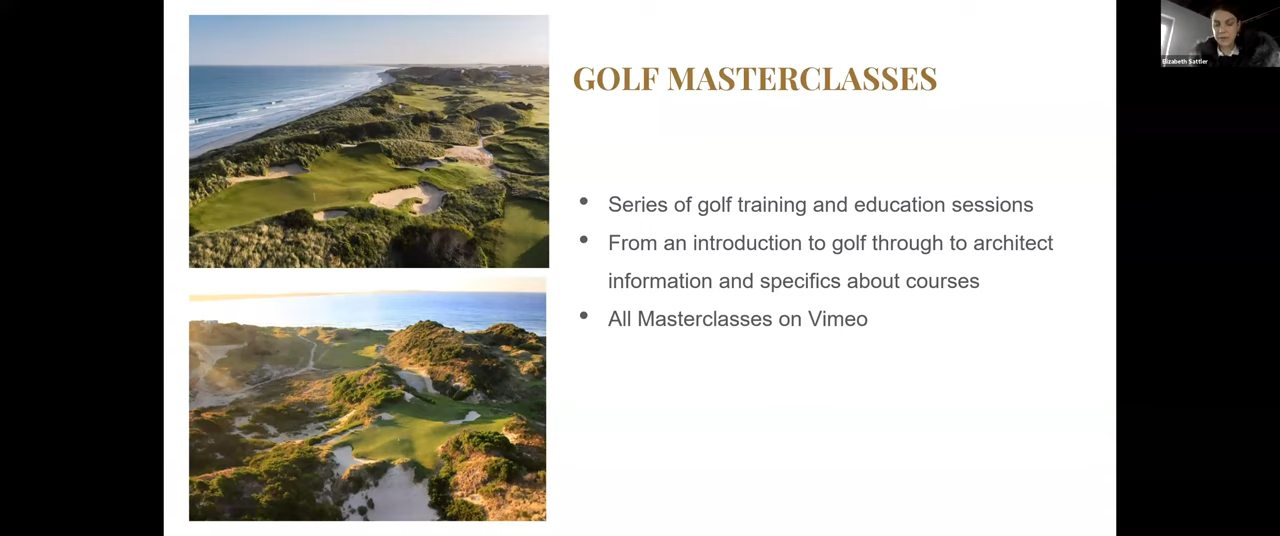 GOLF MASTERCLASSES
• Series of golf training and education sessions
• From an introduction to golf through to architect
information and specifics about courses
• All Masterclasses on Vimeo
Elizabeth Sattler